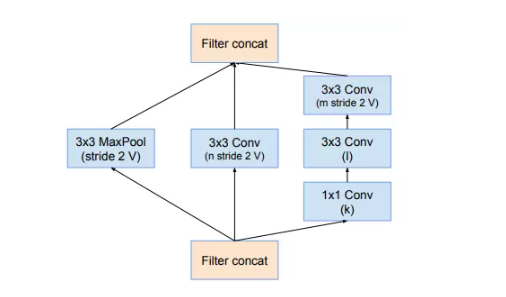 Filter concat
3x3 Conv
(m stride 2 V)
3x3 MaxPool
(stride 2 V)
3x3 Conv
(n stride 2 V)
3x3 Conv
(l)
1x1 Conv
(k)
Filter concat